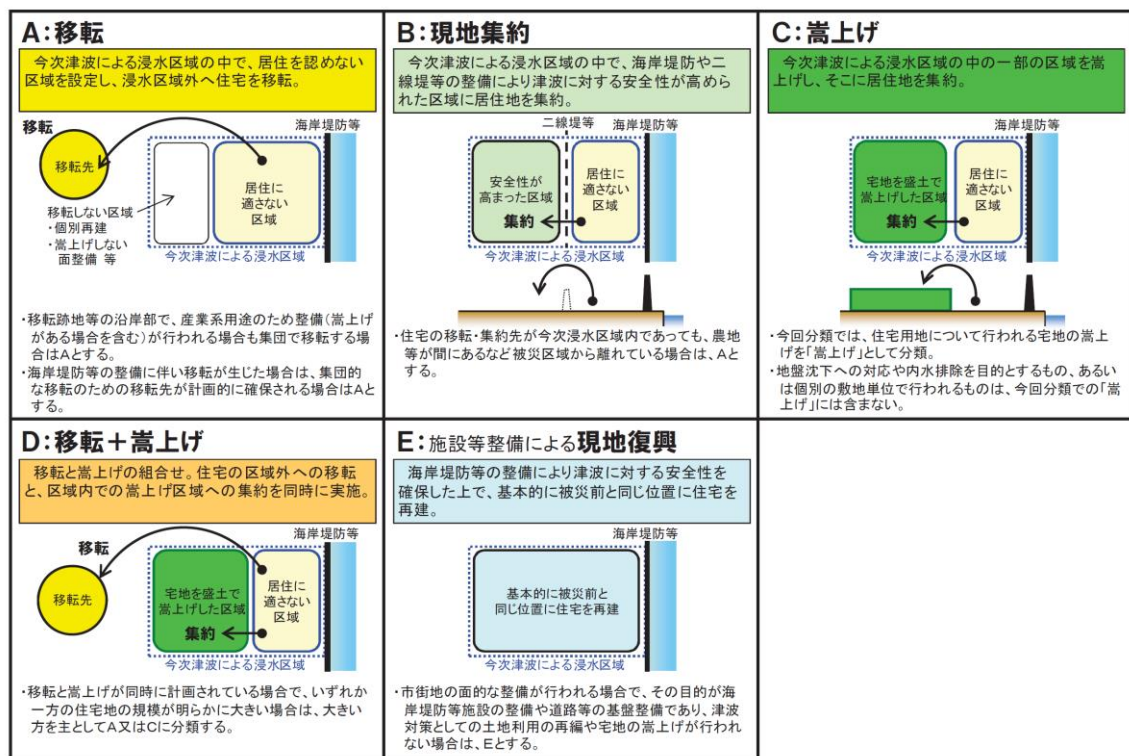 A：移転
今次津波による浸水区域の中で、居住を認めない
区域を設定し、浸水区域外へ住宅を移転。
海岸堤防等
移転
移転先
居住に
適さない
区域
移転しない区域
・個別再建
・嵩上げしない
面整備 等
今次津波による浸水区域
・移転跡地等の沿岸部で、産業系用途のため整備(嵩上げ
がある場合を含む)が行われる場合も集団で移転する場
合はAとする。
・海岸堤防等の整備に伴い移転が生じた場合は、集団的
な移転のための移転先が計画的に確保される場合はAと
する。
B：現地集約
今次津波による浸水区域の中で、海岸堤防や二
線堤等の整備により津波に対する安全性が高めら
れた区域に居住地を集約。
二線堤等
海岸堤防等
安全性が
高まった区域
集約
居住に
適さない
区域
今次津波による浸水区域
・住宅の移転・集約先が今次浸水区域内であっても、農地
等が間にあるなど被災区域から離れている場合は、Aと
する。
C：嵩上げ
今次津波による浸水区域の中の一部の区域を嵩
上げし、そこに居住地を集約。
海岸堤防等
宅地を盛土で
嵩上げした区域
集約
居住に
適さない
区域
今次津波による浸水区域
・今回分類では、住宅用地について行われる宅地の嵩上
げを「嵩上げ」として分類。
・地盤沈下への対応や内水排除を目的とするもの、あるい
は個別の敷地単位で行われるものは、今回分類での「嵩
上げ」には含まない。
D：移転＋嵩上げ
移転と嵩上げの組合せ。住宅の区域外への移転
と、区域内での嵩上げ区域への集約を同時に実施。
海岸堤防等
移転
移転先
宅地を盛土で
嵩上げした区域
集約
居住に
適さない
区域
今次津波による浸水区域
・移転と嵩上げが同時に計画されている場合で、いずれか
一方の住宅地の規模が明らかに大きい場合は、大きい
方を主としてA又はCに分類する。
E：施設等整備による現地復興
海岸堤防等の整備により津波に対する安全性を
確保した上で、基本的に被災前と同じ位置に住宅を
再建。
海岸堤防等
基本的に被災前と
同じ位置に住宅を再建
今次津波による浸水区域
・市街地の面的な整備が行われる場合で、その目的が海
岸堤防等施設の整備や道路等の基盤整備であり、津波
対策としての土地利用の再編や宅地の嵩上げが行われ
ない場合は、Eとする。